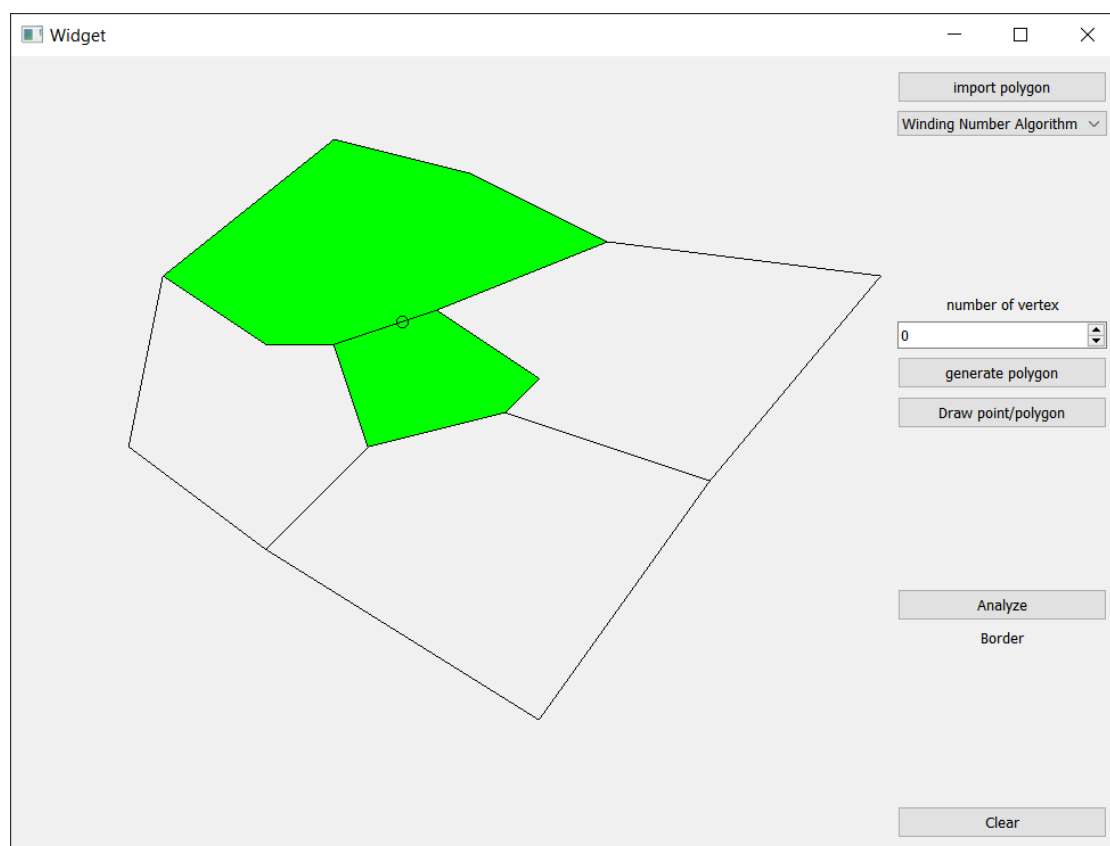 Widget
import polygon
Winding Number Algorithm
number of vertex
0
generate polygon
Draw point/polygon
Analyze
Border
Clear